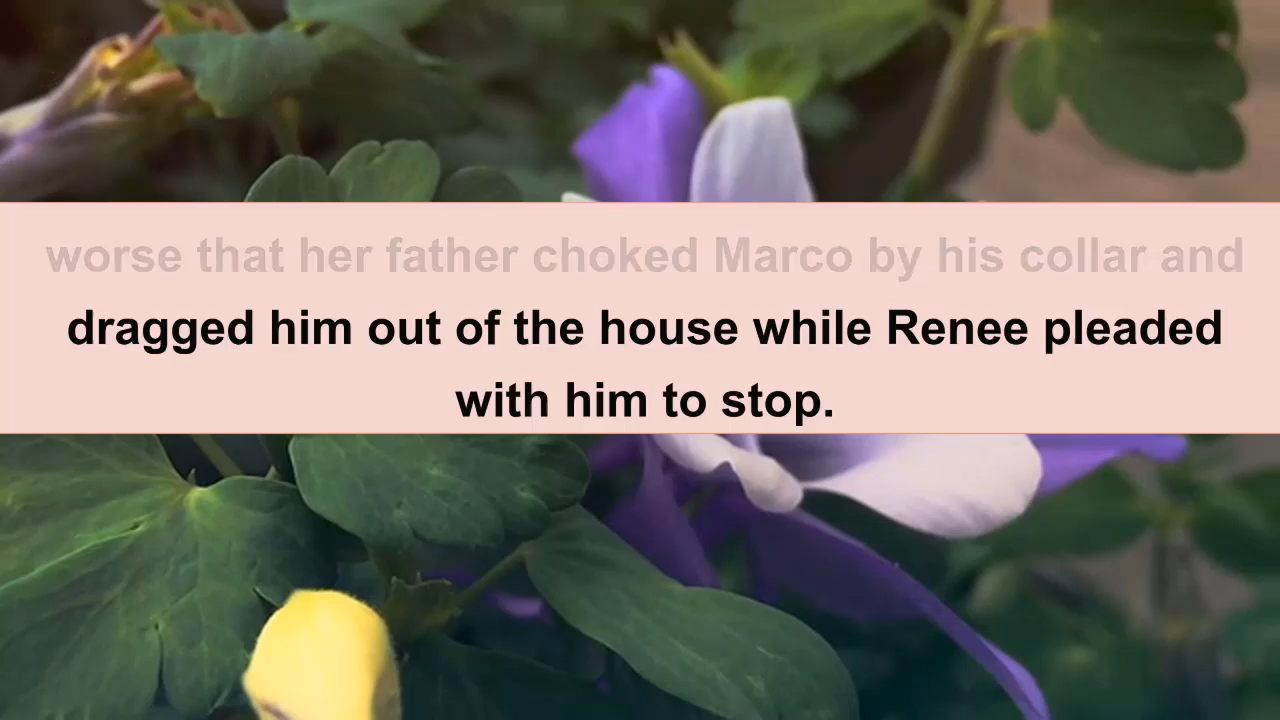 worse that her father choked Marco by his collar and
dragged him out of the house while Renee pleaded
with him to stop.